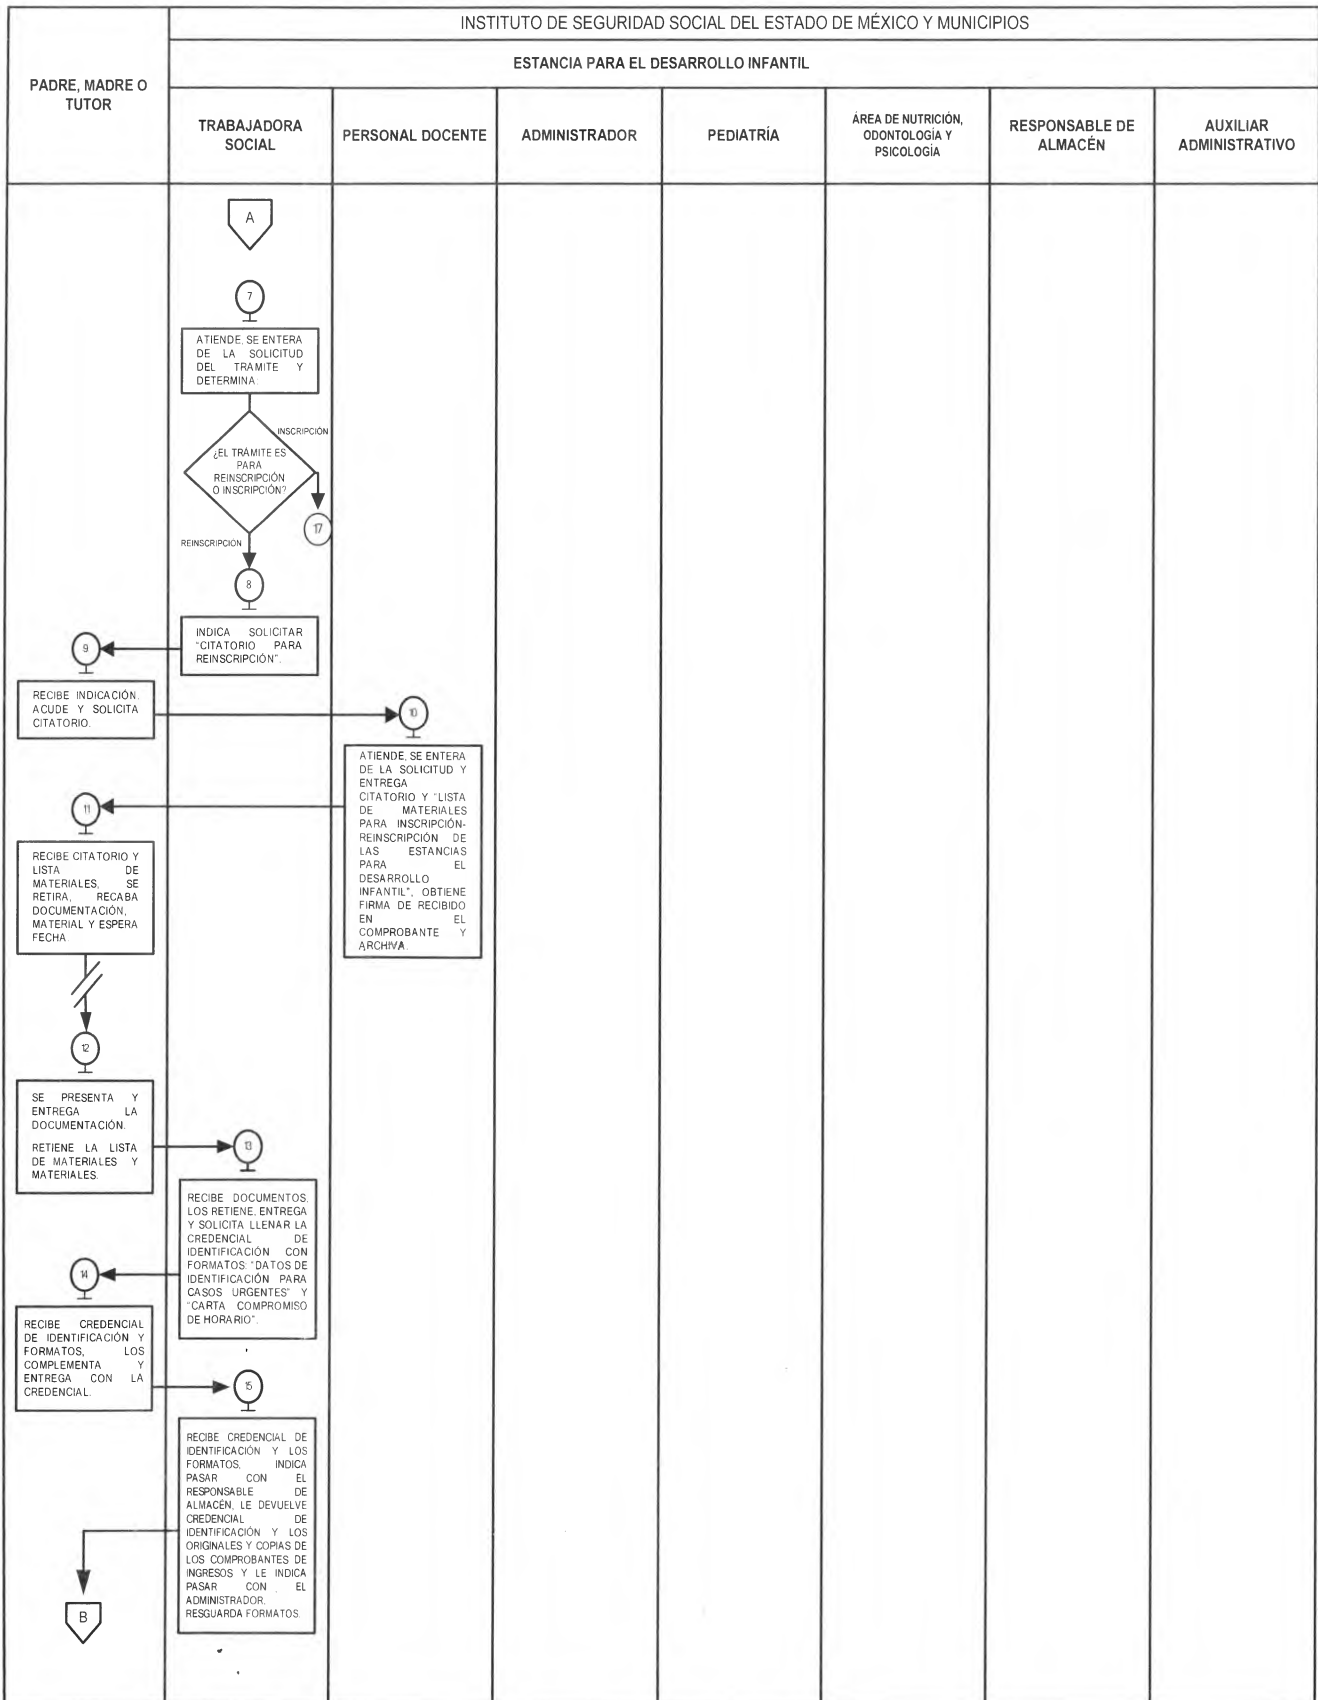 INSTITUTO DE SEGURIDAD SOCIAL DEL ESTADO DE MÉXICO Y MUNICIPIOS
ESTANCIA PARA EL DESARROLLO INFANTIL
PADRE, MADRE O
TUTOR
TRABAJADORA
SOCIAL
PERSONAL DOCENTE
ADMINISTRADOR
PEDIATRÍA
ÁREA DE NUTRICIÓN,
ODONTOLOGÍA Y
PSICOLOGÍA
RESPONSABLE DE
ALMACÉN
AUXILIAR
ADMINISTRATIVO
A
7
ATIENDE, SE ENTERA
DE LA SOLICITUD
DEL TRAMITE Y
DETERMINA:
INSCRIPCIÓN
¿EL TRÁMITE ES
PARA
REINSCRIPCIÓN
O INSCRIPCIÓN?
17
REINSCRIPCION
8
INDICA SOLICITAR
"CITATORIO PARA
REINSCRIPCIÓN".
9
RECIBE INDICACIÓN.
ACUDE Y SOLICITA
CITATORIO.
10
ATIENDE, SE ENTERA
DE LA SOLICITUD Y
ENTREGA
CITATORIO Y "LISTA
DE MATERIALES
PARA INSCRIPCIÓN-
REINSCRIPCIÓN DE
LAS ESTANCIAS
PARA EL
DESARROLLO
INFANTIL", OBTIENE
FIRMA DE RECIBIDO
EN EL
COMPROBANTE Y
ARCHIVA.
11
RECIBE CITATORIO Y
LISTA DE
MATERIALES, SE
RETIRA, RECABA
DOCUMENTACIÓN,
MATERIAL Y ESPERA
FECHA
12
SE PRESENTA Y
ENTREGA LA
DOCUMENTACIÓN.
RETIENE LA LISTA
DE MATERIALES Y
MATERIALES.
13
RECIBE DOCUMENTOS.
LOS RETIENE, ENTREGA
Y SOLICITA LLENAR LA
CREDENCIAL DE
IDENTIFICACIÓN CON
FORMATOS: "DATOS DE
IDENTIFICACIÓN PARA
CASOS URGENTES" Y
"CARTA COMPROMISO
DE HORARIO".
14
RECIBE CREDENCIAL
DE IDENTIFICACIÓN Y
FORMATOS, LOS
COMPLEMENTA Y
ENTREGA CON LA
CREDENCIAL.
15
RECIBE CREDENCIAL DE
IDENTIFICACIÓN Y LOS
FORMATOS, INDICA
PASAR CON EL
RESPONSABLE DE
ALMACÉN, LE DEVUELVE
CREDENCIAL DE
IDENTIFICACIÓN Y LOS
ORIGINALES Y COPIAS DE
LOS COMPROBANTES DE
INGRESOS Y LE INDICA
PASAR CON EL
ADMINISTRADOR,
RESGUARDA FORMATOS.
B